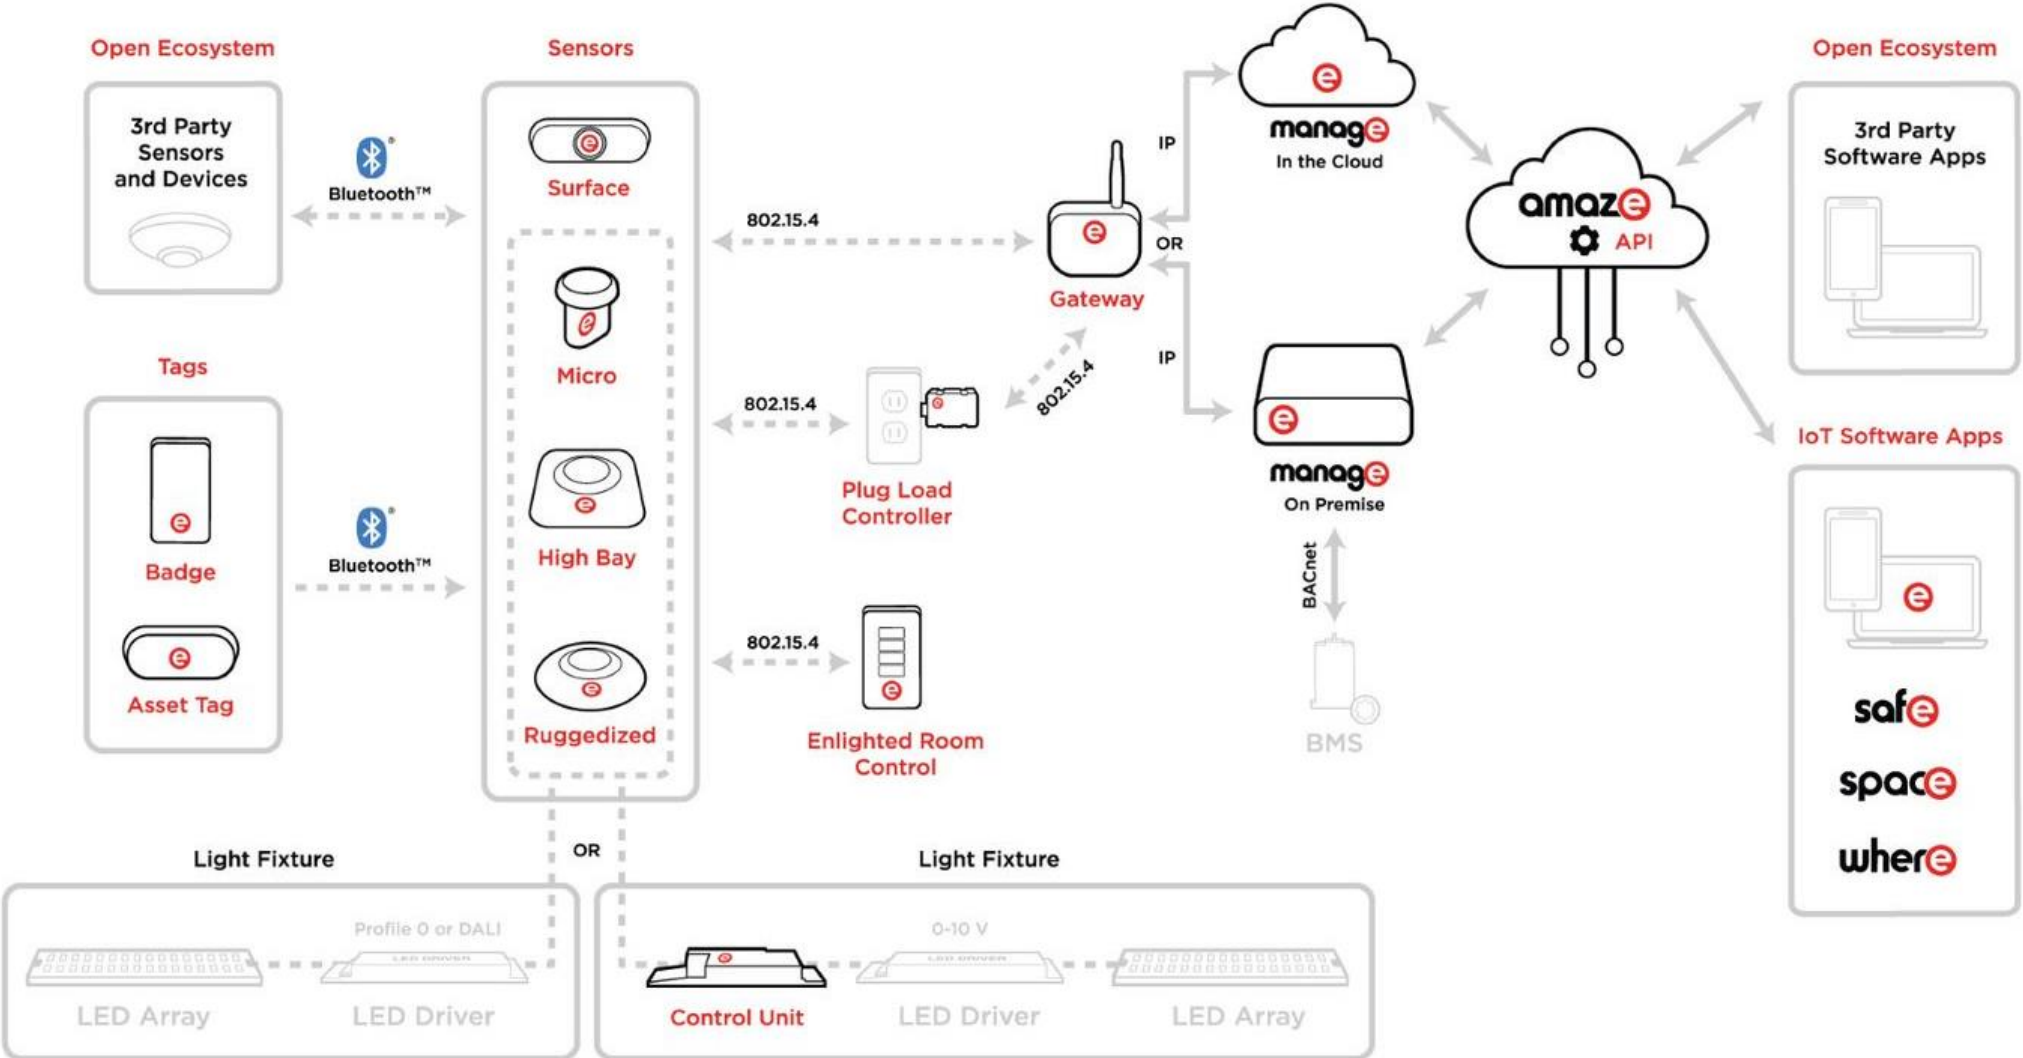 Open Ecosystem
3rd Party
Sensors
and Devices
Bluetooth™
Tags
e
Badge
e
Asset Tag
Bluetooth™
Sensors
e
Surface
e
Micro
e
High Bay
e
Ruggedized
802.15.4
802.15.4
802.15.4
e
Gateway
802.15.4
e
Plug Load
Controller
e
Enlighted Room
Control
IP
OR
IP
e
manage
In the Cloud
e
manage
On Premise
BACnet
BMS
amaze
API
Open Ecosystem
3rd Party
Software Apps
IoT Software Apps
e
safe
space
where
OR
Light Fixture
Profile 0 or DALI
LED DRIVER
LED Array
LED Driver
Light Fixture
0-10 V
e
LED DRIVER
Control Unit
LED Driver
LED Array